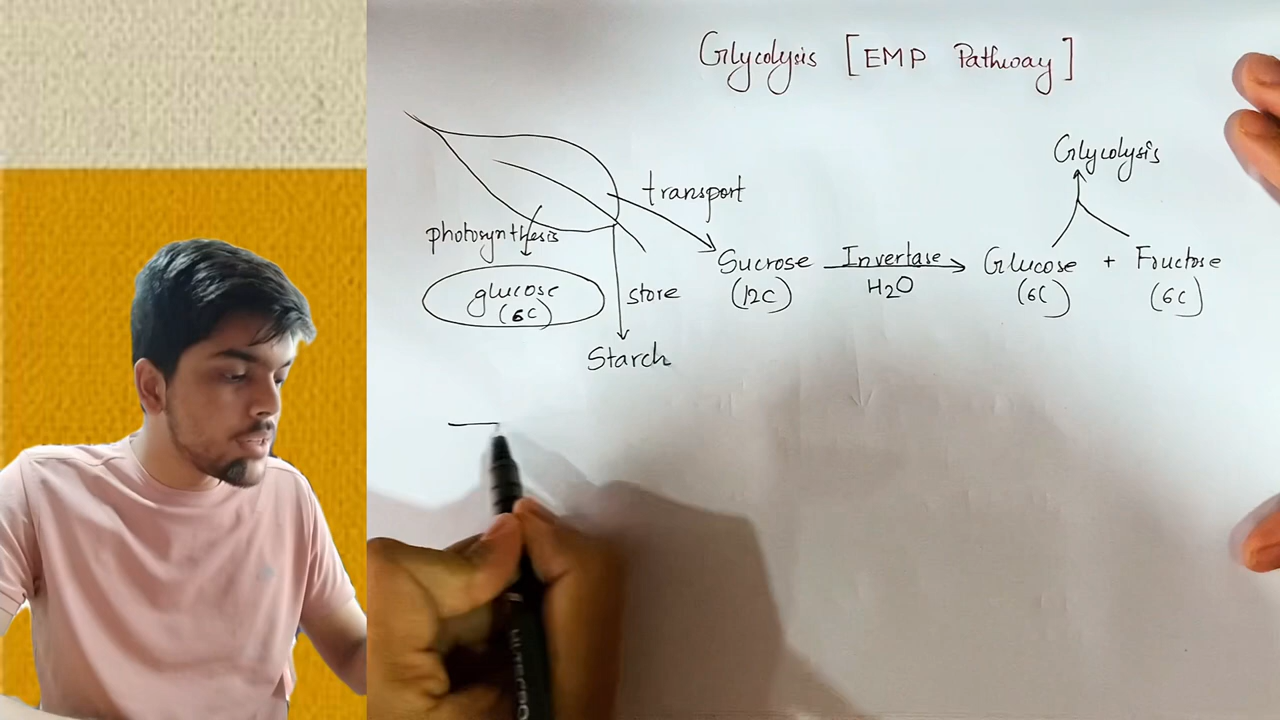 Glycolysis [EMP Pathway]
Glycolysis
transport
photosynthesis
Sucrose Invertase Glucose + Fructose
(12C) H2O (6C) (6C)
glucose
(6C)
store
Starch